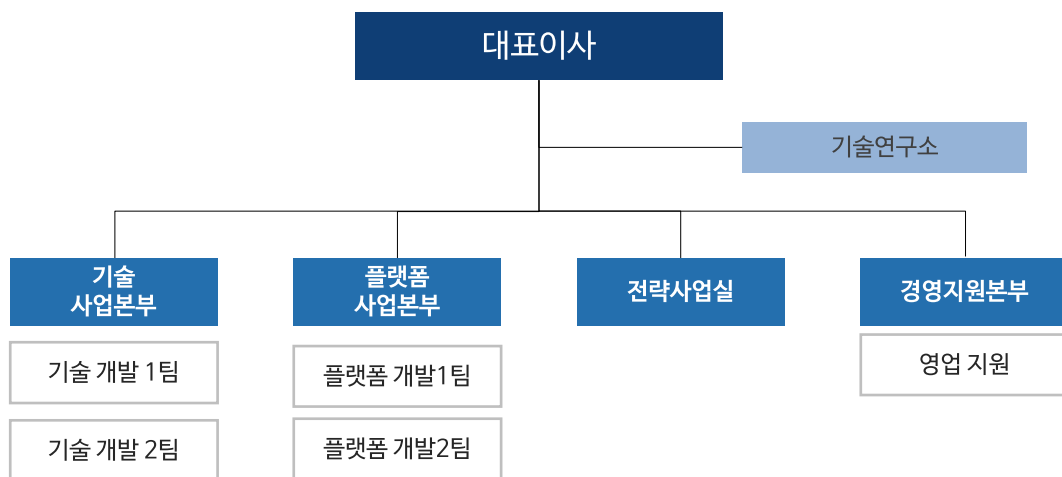 대표이사
기술연구소
기술
사업본부
플랫폼
사업본부
전략사업실
경영지원본부
기술 개발 1팀
플랫폼 개발1팀
영업 지원
기술 개발 2팀
플랫폼 개발2팀